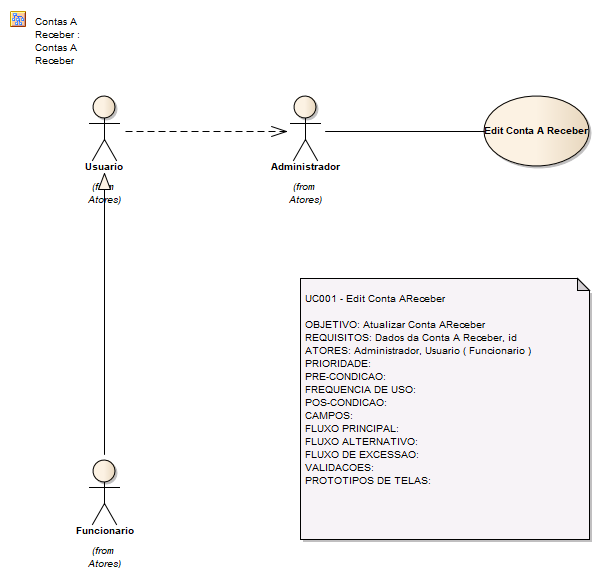 Contas A
Receber :
Contas A
Receber
Usuario
(from
Atores)
Administrador
(from
Atores)
Edit Conta A Receber
UC001 - Edit Conta AReceber
OBJETIVO: Atualizar Conta AReceber
REQUISITOS: Dados da Conta A Receber, id
ATORES: Administrador, Usuario ( Funcionario )
PRIORIDADE:
PRE-CONDICAO:
FREQUENCIA DE USO:
POS-CONDICAO:
CAMPOS:
FLUXO PRINCIPAL:
FLUXO ALTERNATIVO:
FLUXO DE EXCESSAO:
VALIDACOES:
PROTOTIPOS DE TELAS:
Funcionario
(from
Atores)